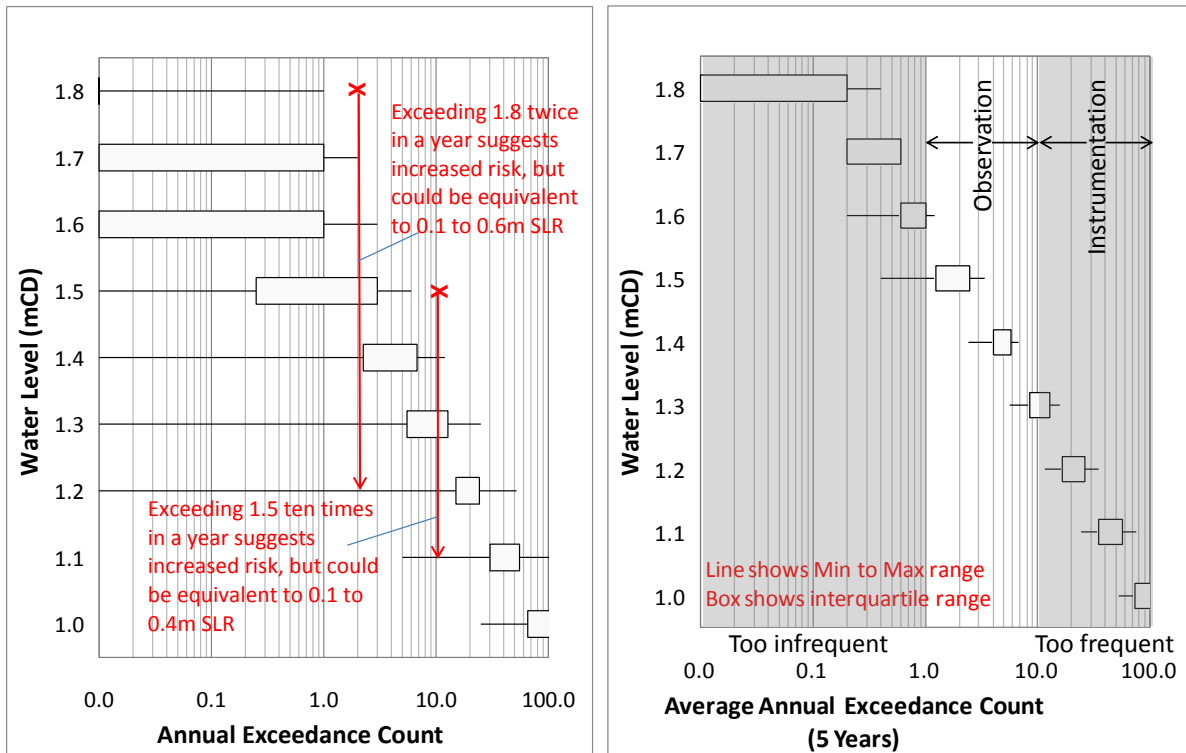 1.8
1.7
1.6
1.5
1.4
1.3
1.2
1.1
1.0
Water Level (mCD)
Exceeding 1.8 twice
in a year suggests
increased risk, but
could be equivalent
to 0.1 to 0.6m SLR
Exceeding 1.5 ten times
in a year suggests
increased risk, but could
be equivalent to 0.1 to
0.4m SLR
0.0 0.1 1.0 10.0 100.0
Annual Exceedance Count
1.8
1.7
1.6
1.5
1.4
1.3
1.2
1.1
1.0
Water Level (mCD)
Observation
Instrumentation
Line shows Min to Max range
Box shows interquartile range
Too infrequent Too frequent
0.0 0.1 1.0 10.0 100.0
Average Annual Exceedance Count
(5 Years)